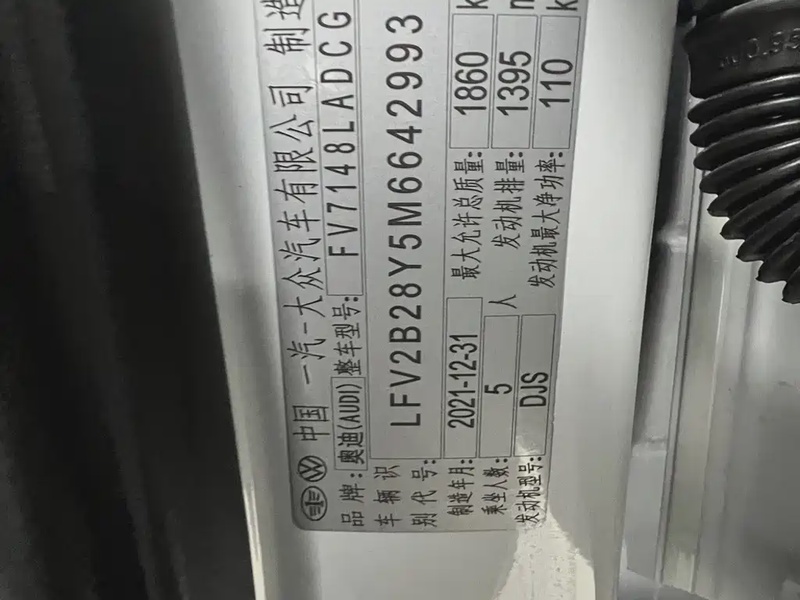 中国 一汽-大众汽车有限公司 制造
品牌: 奥迪(AUDI) 整车型号: FV7148LADCG
车辆识别代号: LFV2B28Y5M6642993
制造年月: 2021-12-31 最大允许总质量: 1860 k
乘坐人数: 5 人 发动机排量: 1395
发动机型号: DJS 发动机最大净功率: 110 k